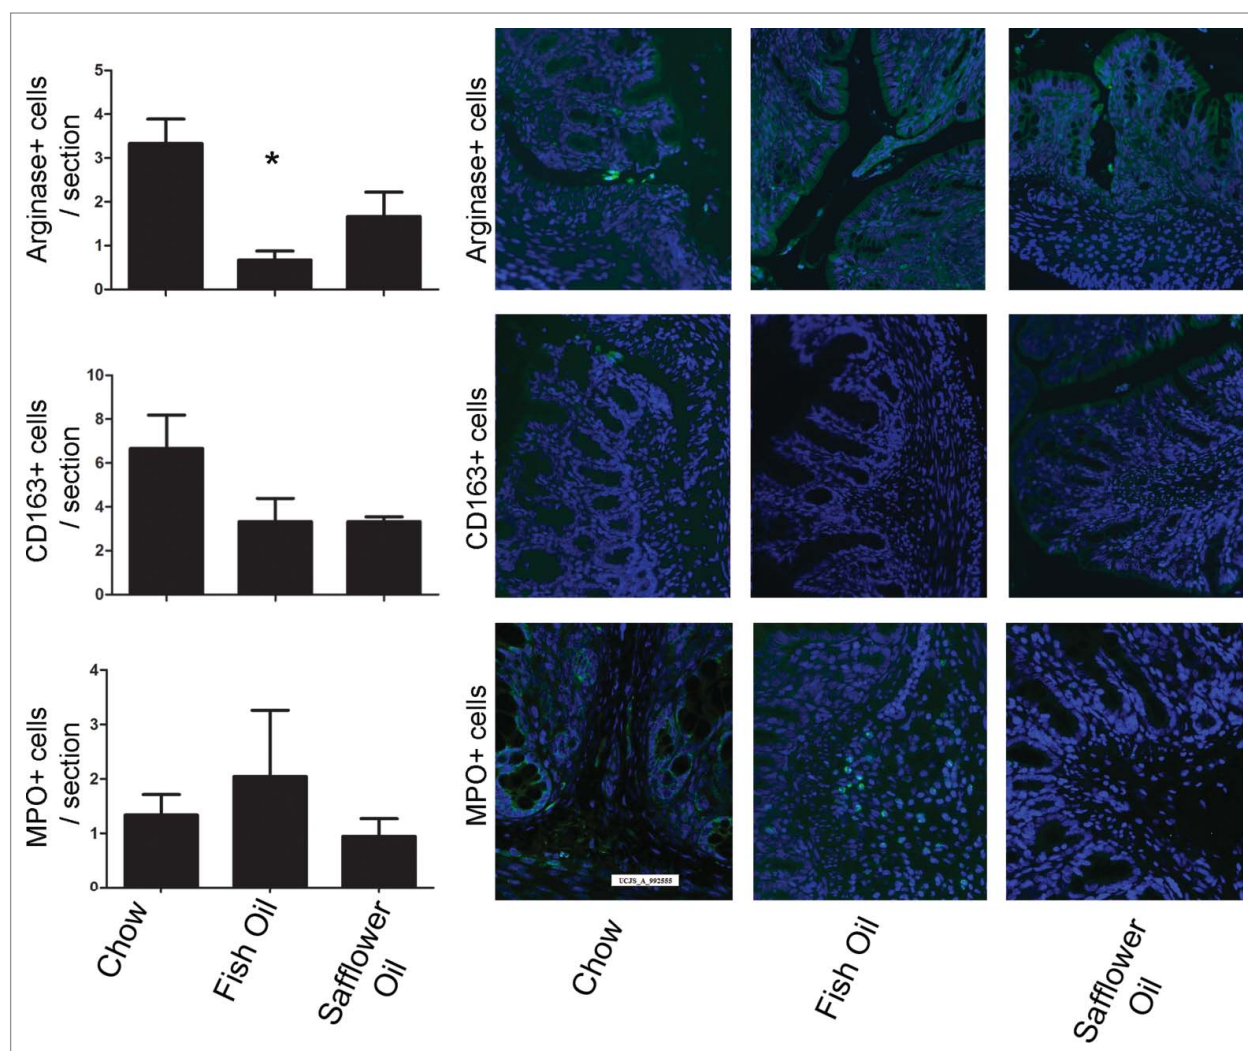 Arginase+ cells
/ section
5
4
3
2
1
0
*
Arginase+ cells
CD163+ cells
/ section
10
8
6
4
2
0
CD163+ cells
MPO+ cells
/ section
4
3
2
1
0
MPO+ cells
UCJS_A_992555
Chow
Fish Oil
Safflower
Oil
Chow
Fish Oil
Safflower
Oil